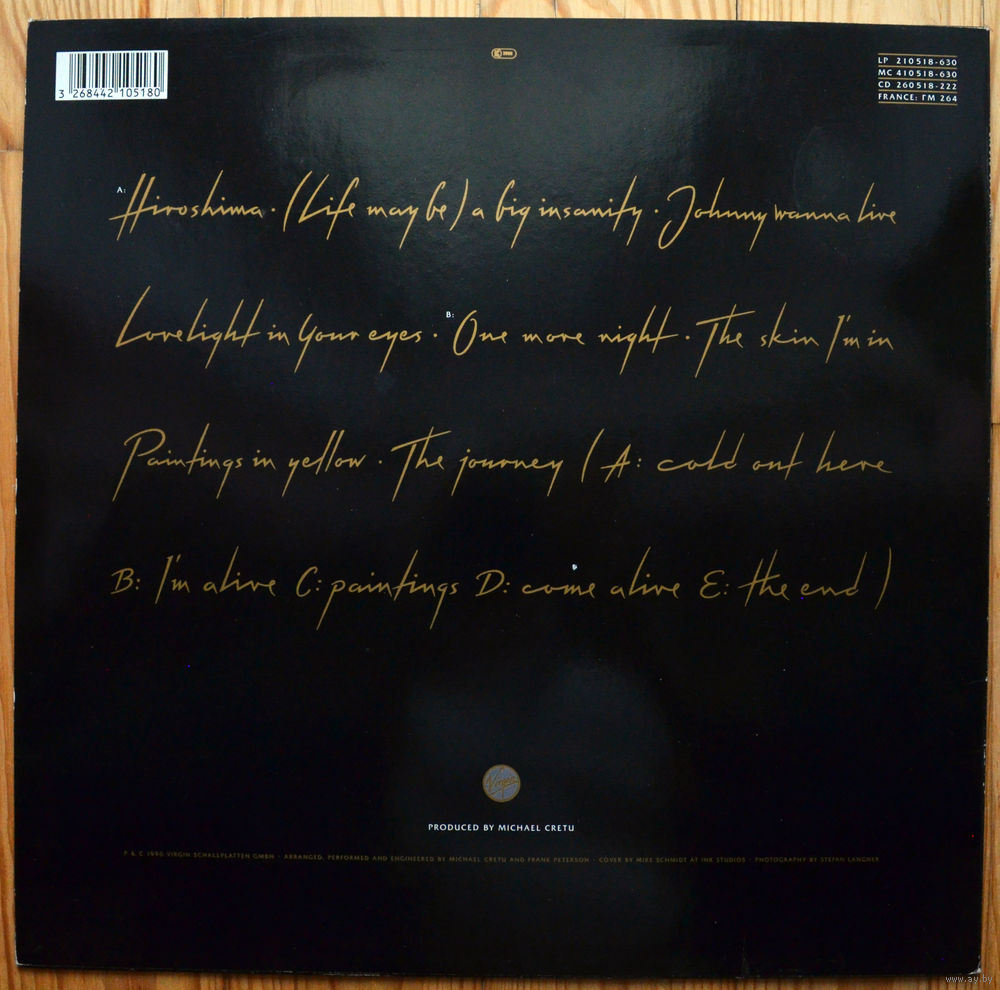 LP 210518-630
MC 410518-630
CD 260518-222
FRANCE: PM 264
3 268442 105180
A: Hiroshima · (Life may be) a big insanity · Johnny wanna live
Lovelight in your eyes · B: One more night · The skin I'm in
Paintings in yellow · The journey ( A: cold out here
B: I'm alive C: paintings D: come alive E: the end )
Virgin
PRODUCED BY MICHAEL CRETU
P & C 1990 VIRGIN SCHALLPLATTEN GMBH · ARRANGED, PERFORMED AND ENGINEERED BY MICHAEL CRETU AND FRANK PETERSON · COVER BY MIKE SCHMIDT AT INK STUDIOS · PHOTOGRAPHY BY STEFAN LANGNER
www.av.by